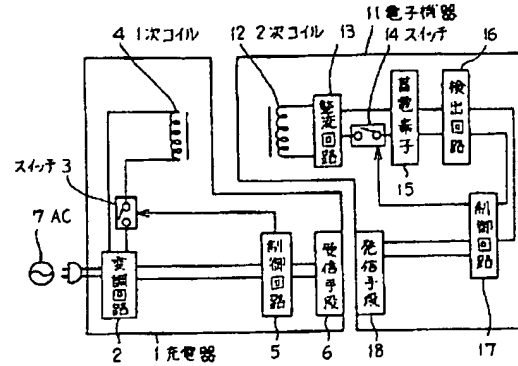 11 電子機器
4 1次コイル
12 2次コイル
13
14 スイッチ
16
整流回路
蓄電素子
検出回路
15
スイッチ 3
7 AC
変圧回路
制御回路
受信手段
発信手段
制御回路
2
5
6
18
17
1 充電器